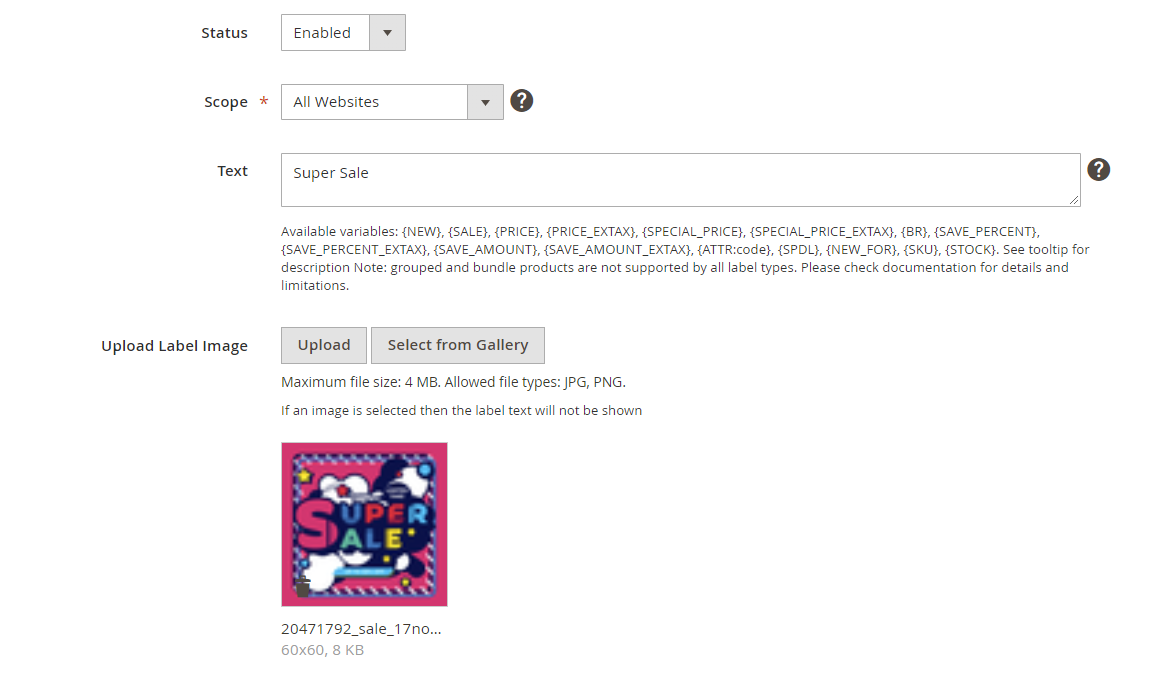 Status Enabled
Scope * All Websites
Text Super Sale
Available variables: {NEW}, {SALE}, {PRICE}, {PRICE_EXTAX}, {SPECIAL_PRICE}, {SPECIAL_PRICE_EXTAX}, {BR}, {SAVE_PERCENT},
{SAVE_PERCENT_EXTAX}, {SAVE_AMOUNT}, {SAVE_AMOUNT_EXTAX}, {ATTR:code}, {SPDL}, {NEW_FOR}, {SKU}, {STOCK}. See tooltip for
description Note: grouped and bundle products are not supported by all label types. Please check documentation for details and
limitations.
Upload Label Image Upload Select from Gallery
Maximum file size: 4 MB. Allowed file types: JPG, PNG.
If an image is selected then the label text will not be shown
SUPER
SALE
20471792_sale_17no...
60x60, 8 KB